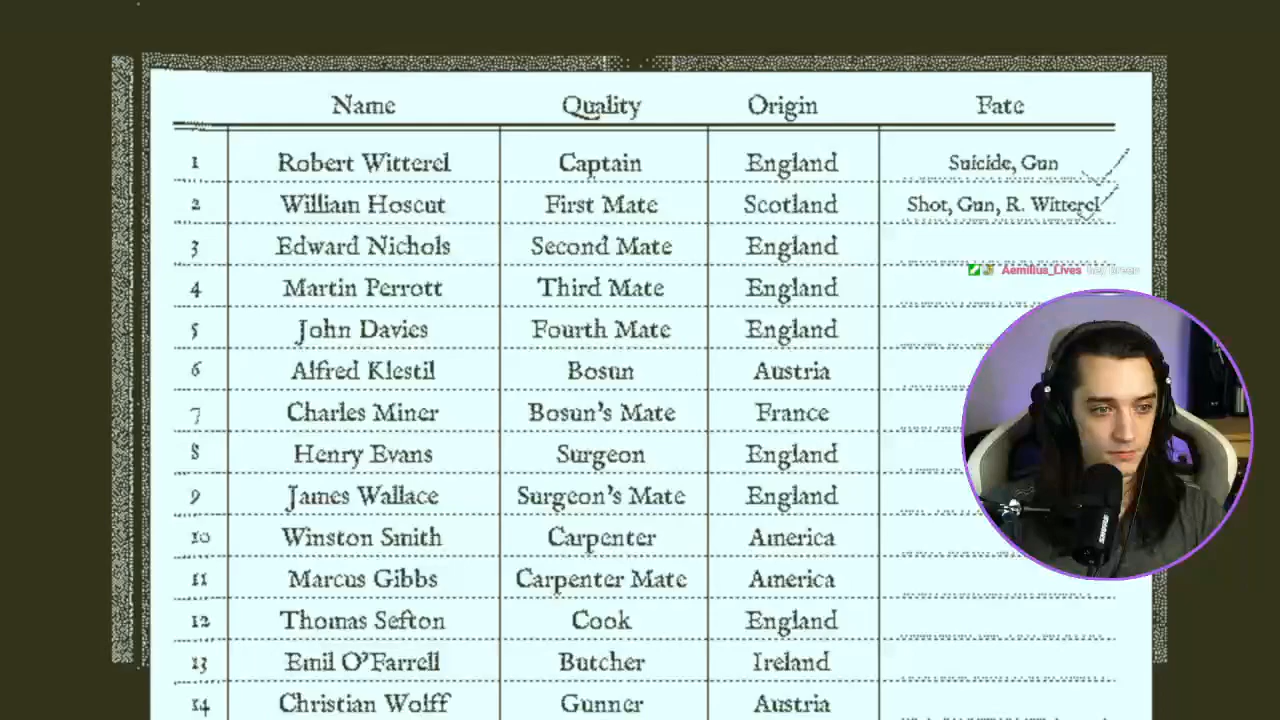 Name Quality Origin Fate
1 Robert Witterel Captain England Suicide, Gun
2 William Hoscut First Mate Scotland Shot, Gun, R. Witterel
3 Edward Nichols Second Mate England
Aemilius_Lives
4 Martin Perrott Third Mate England
5 John Davies Fourth Mate England
6 Alfred Klestil Bosun Austria
7 Charles Miner Bosun's Mate France
8 Henry Evans Surgeon England
9 James Wallace Surgeon's Mate England
10 Winston Smith Carpenter America
11 Marcus Gibbs Carpenter Mate America
12 Thomas Sefton Cook England
13 Emil O'Farrell Butcher Ireland
14 Christian Wolff Gunner Austria